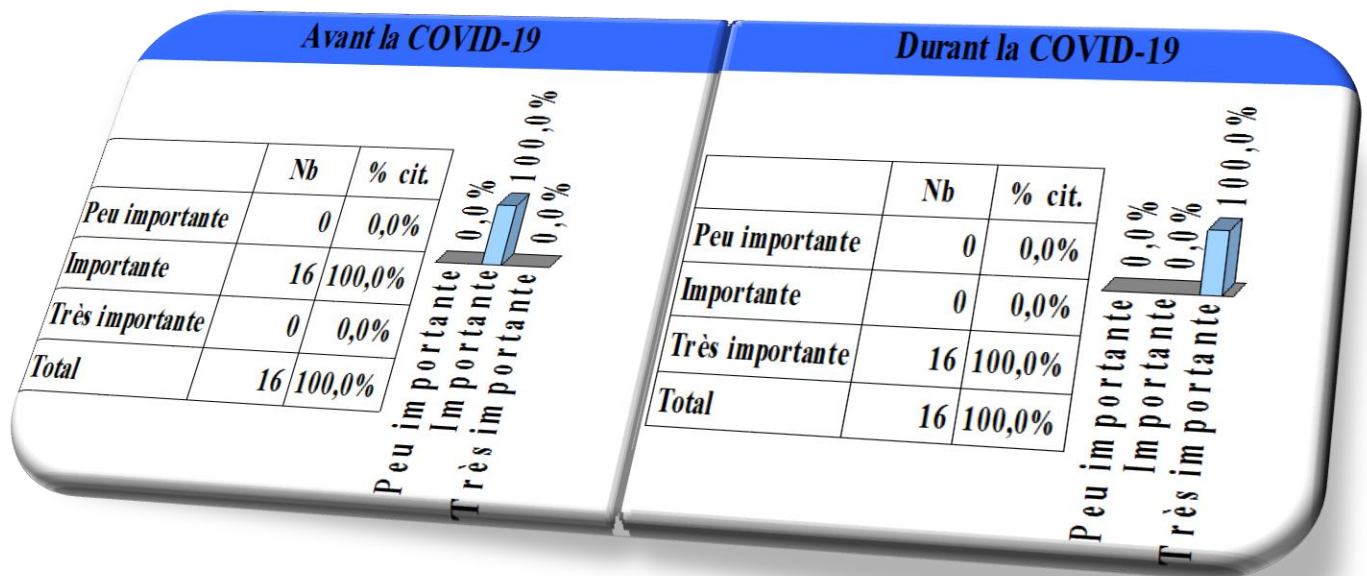 Avant la COVID-19
Nb % cit.
Peu importante 0 0,0%
Importante 16 100,0%
Très importante 0 0,0%
Total 16 100,0%
0,0%
100,0%
0,0%
Peu importante
Importante
Très importante
Durant la COVID-19
Nb % cit.
Peu importante 0 0,0%
Importante 0 0,0%
Très importante 16 100,0%
Total 16 100,0%
0,0%
0,0%
100,0%
Peu importante
Importante
Très importante